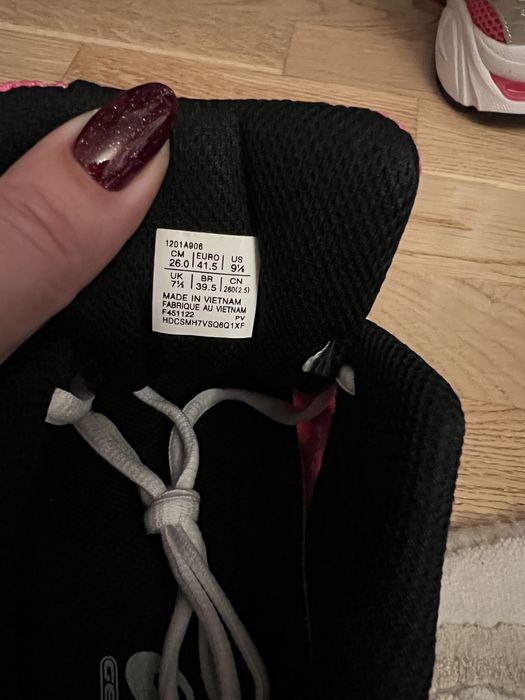 1201A906
CM EURO US
26.0 41.5 9½
UK BR CN
7½ 39.5 260(2.5)
MADE IN VIETNAM
FABRIQUE AU VIETNAM
F451122 PV
HDCSMH7VSQ6Q1XF
GE